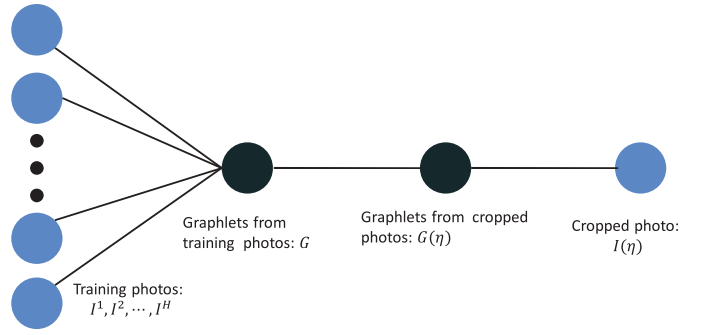 Graphlets from
training photos: G
Graphlets from cropped
photos: G(η)
Cropped photo:
I(η)
Training photos:
I¹, I², ⋯, Iᴴ